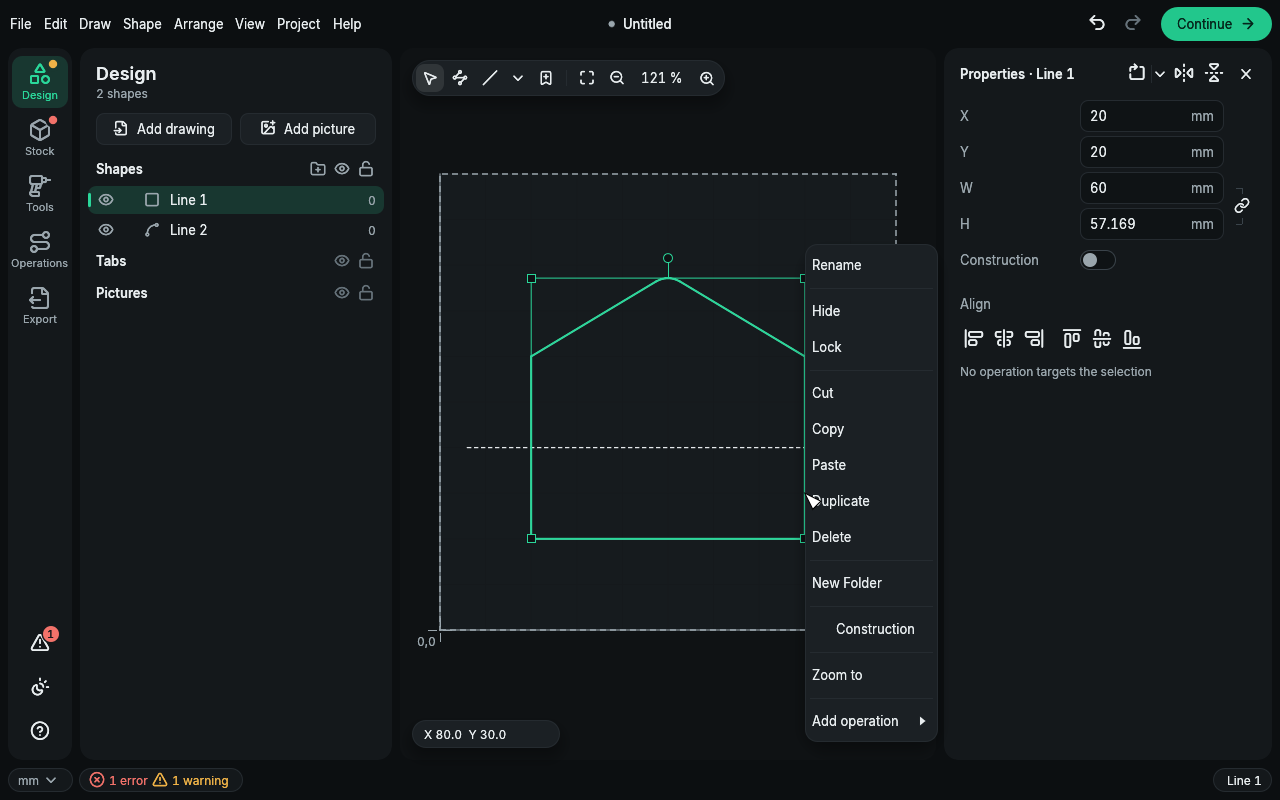 File Edit Draw Shape Arrange View Project Help
Untitled
Continue
Design
Stock
Tools
Operations
Export
1
Design
2 shapes
Add drawing
Add picture
Shapes
Line 1 0
Line 2 0
Tabs
Pictures
121 %
0,0
X 80.0 Y 30.0
Rename
Hide
Lock
Cut
Copy
Paste
Duplicate
Delete
New Folder
Construction
Zoom to
Add operation
Properties · Line 1
X 20 mm
Y 20 mm
W 60 mm
H 57.169 mm
Construction
Align
No operation targets the selection
mm
1 error 1 warning
Line 1